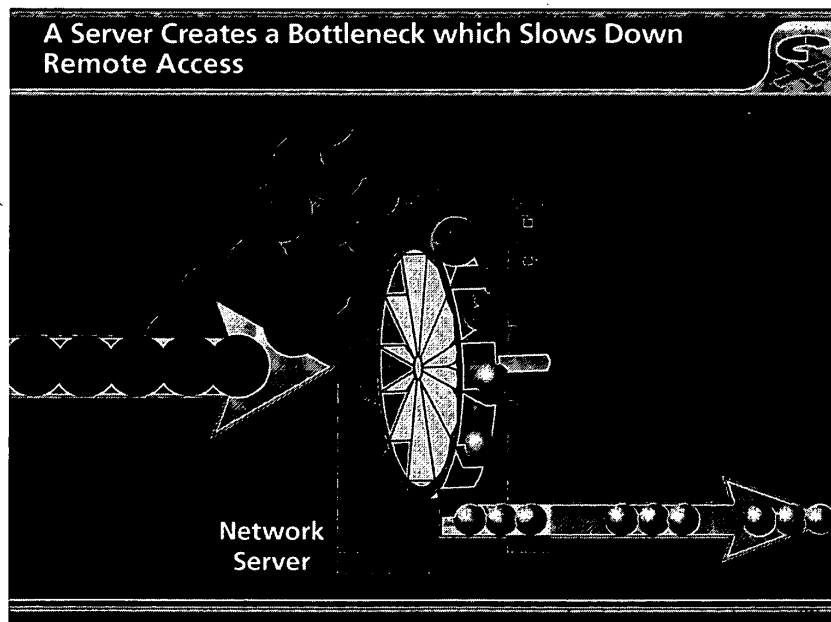 A Server Creates a Bottleneck which Slows Down
Remote Access
Network
Server